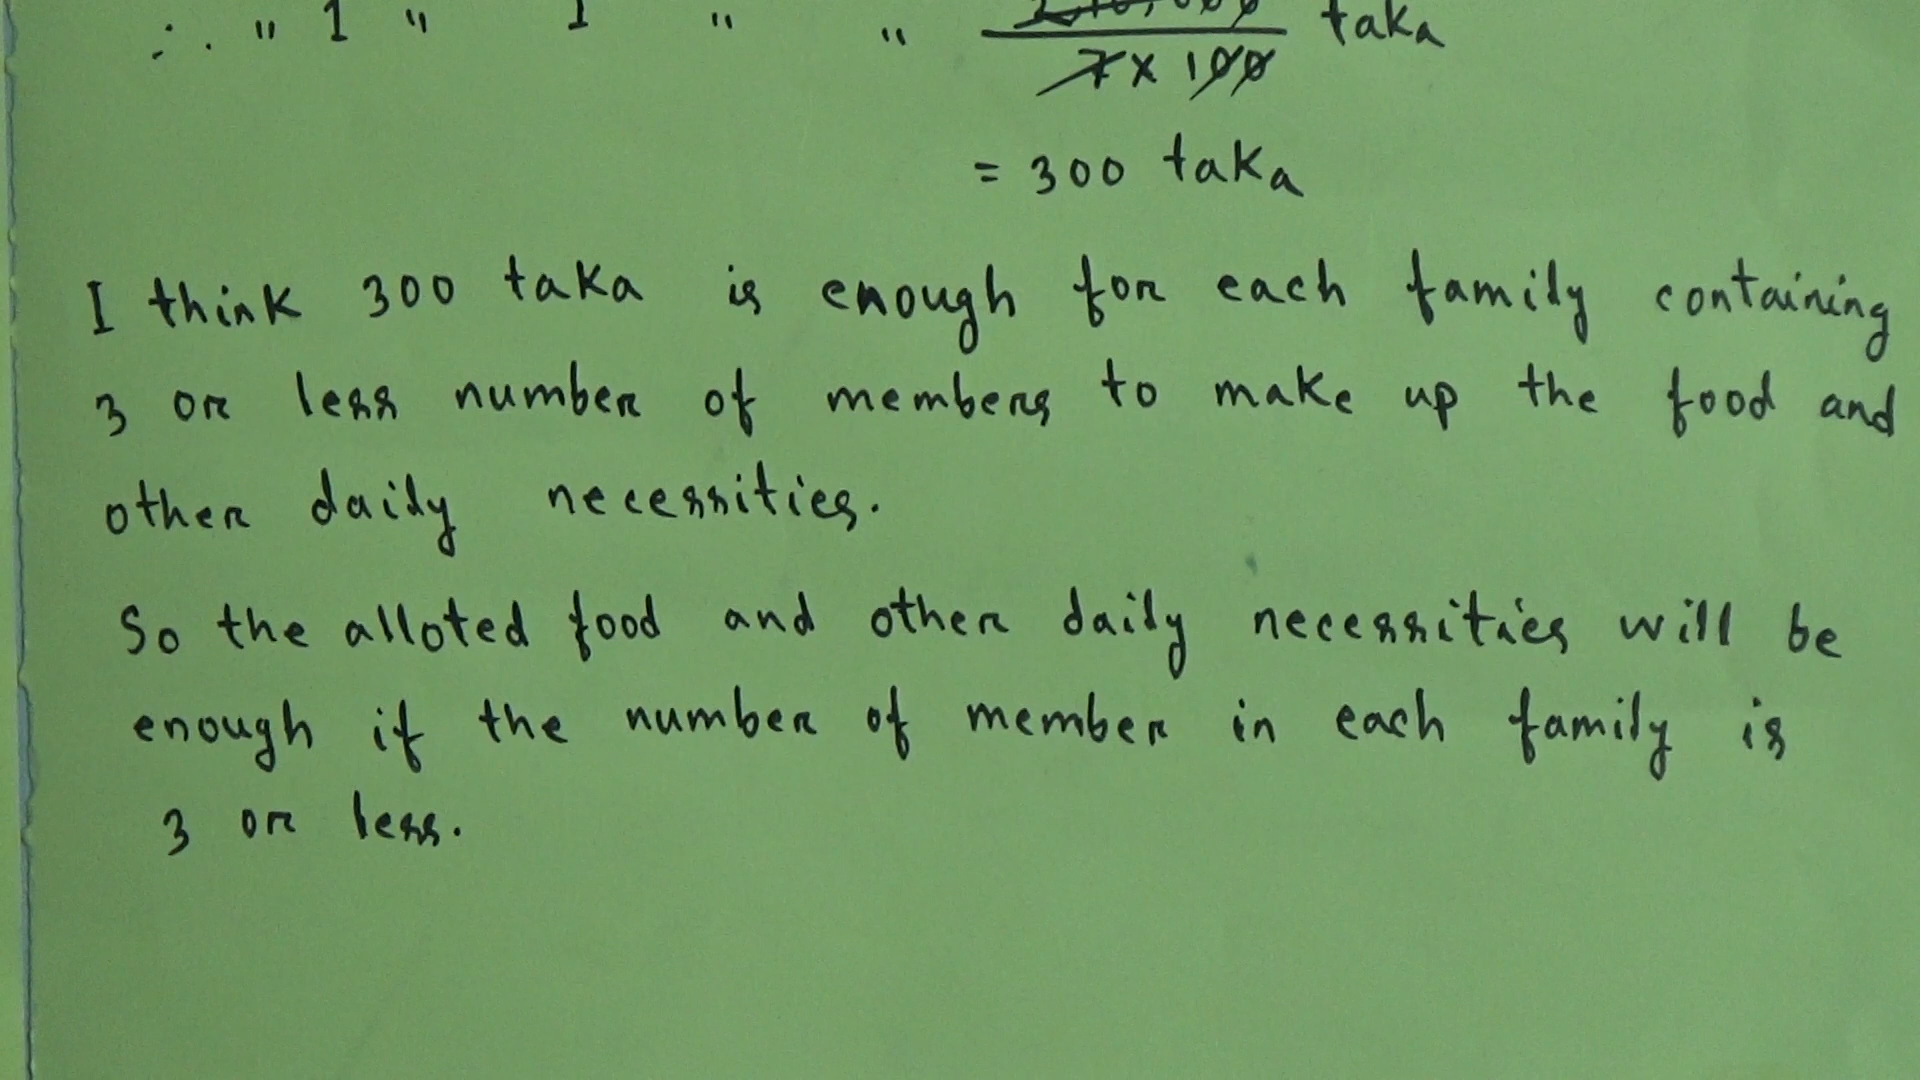 ∴ " 1 " 1 " " taka
7 x 100
= 300 taka
I think 300 taka is enough for each family containing
3 or less number of members to make up the food and
other daily necessities.
So the alloted food and other daily necessities will be
enough if the number of member in each family is
3 or less.